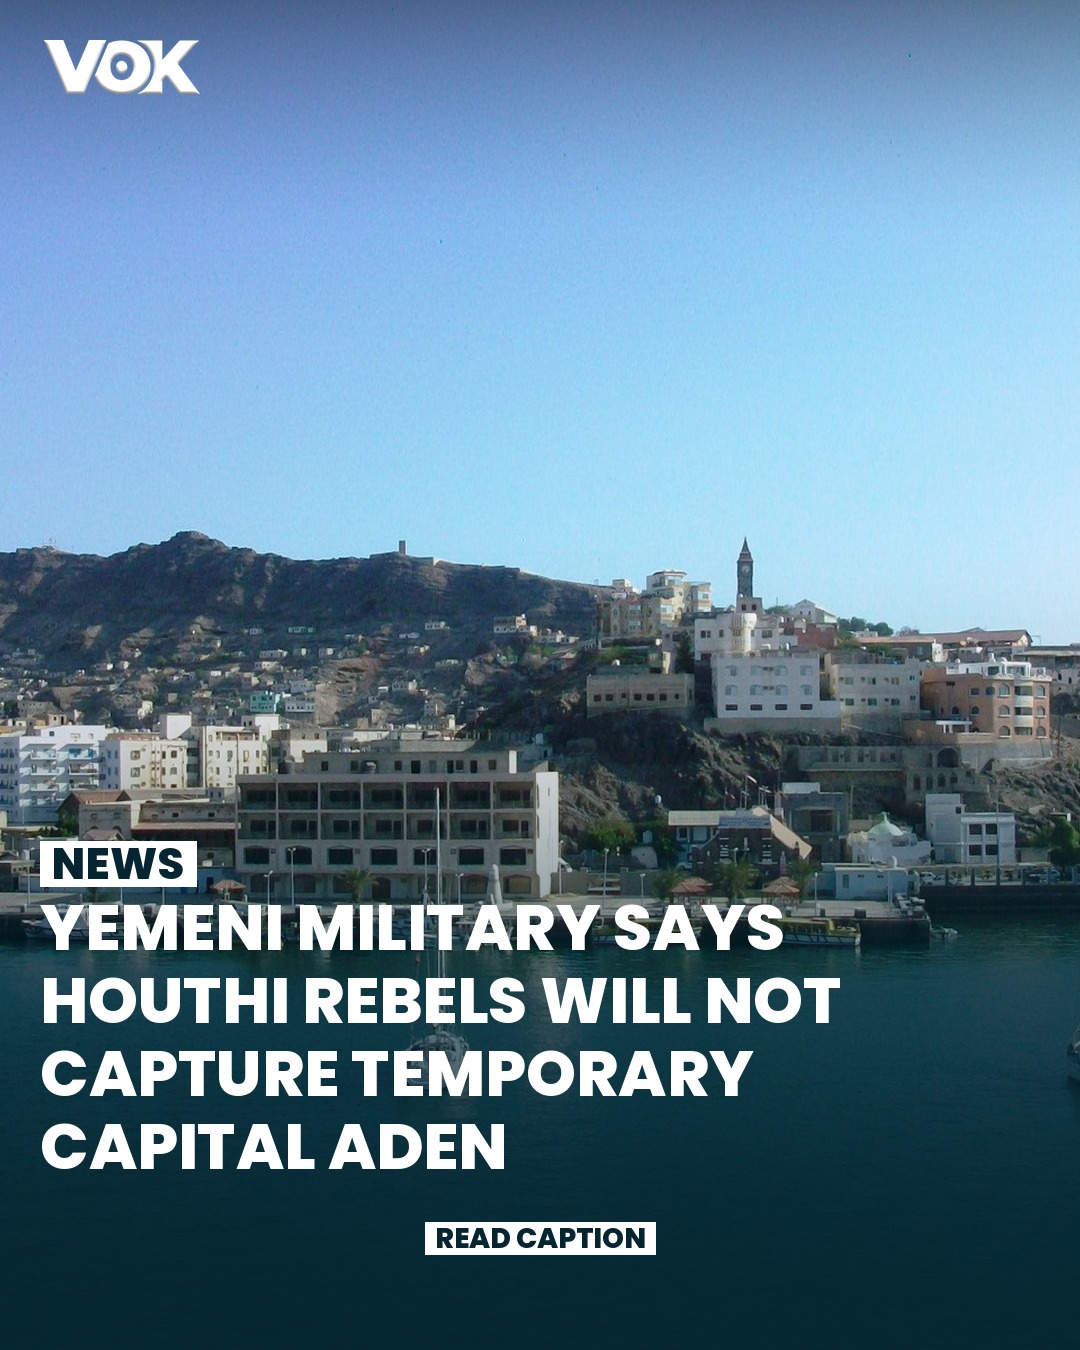 VOK
NEWS
YEMENI MILITARY SAYS
HOUTHI REBELS WILL NOT
CAPTURE TEMPORARY
CAPITAL ADEN
READ CAPTION